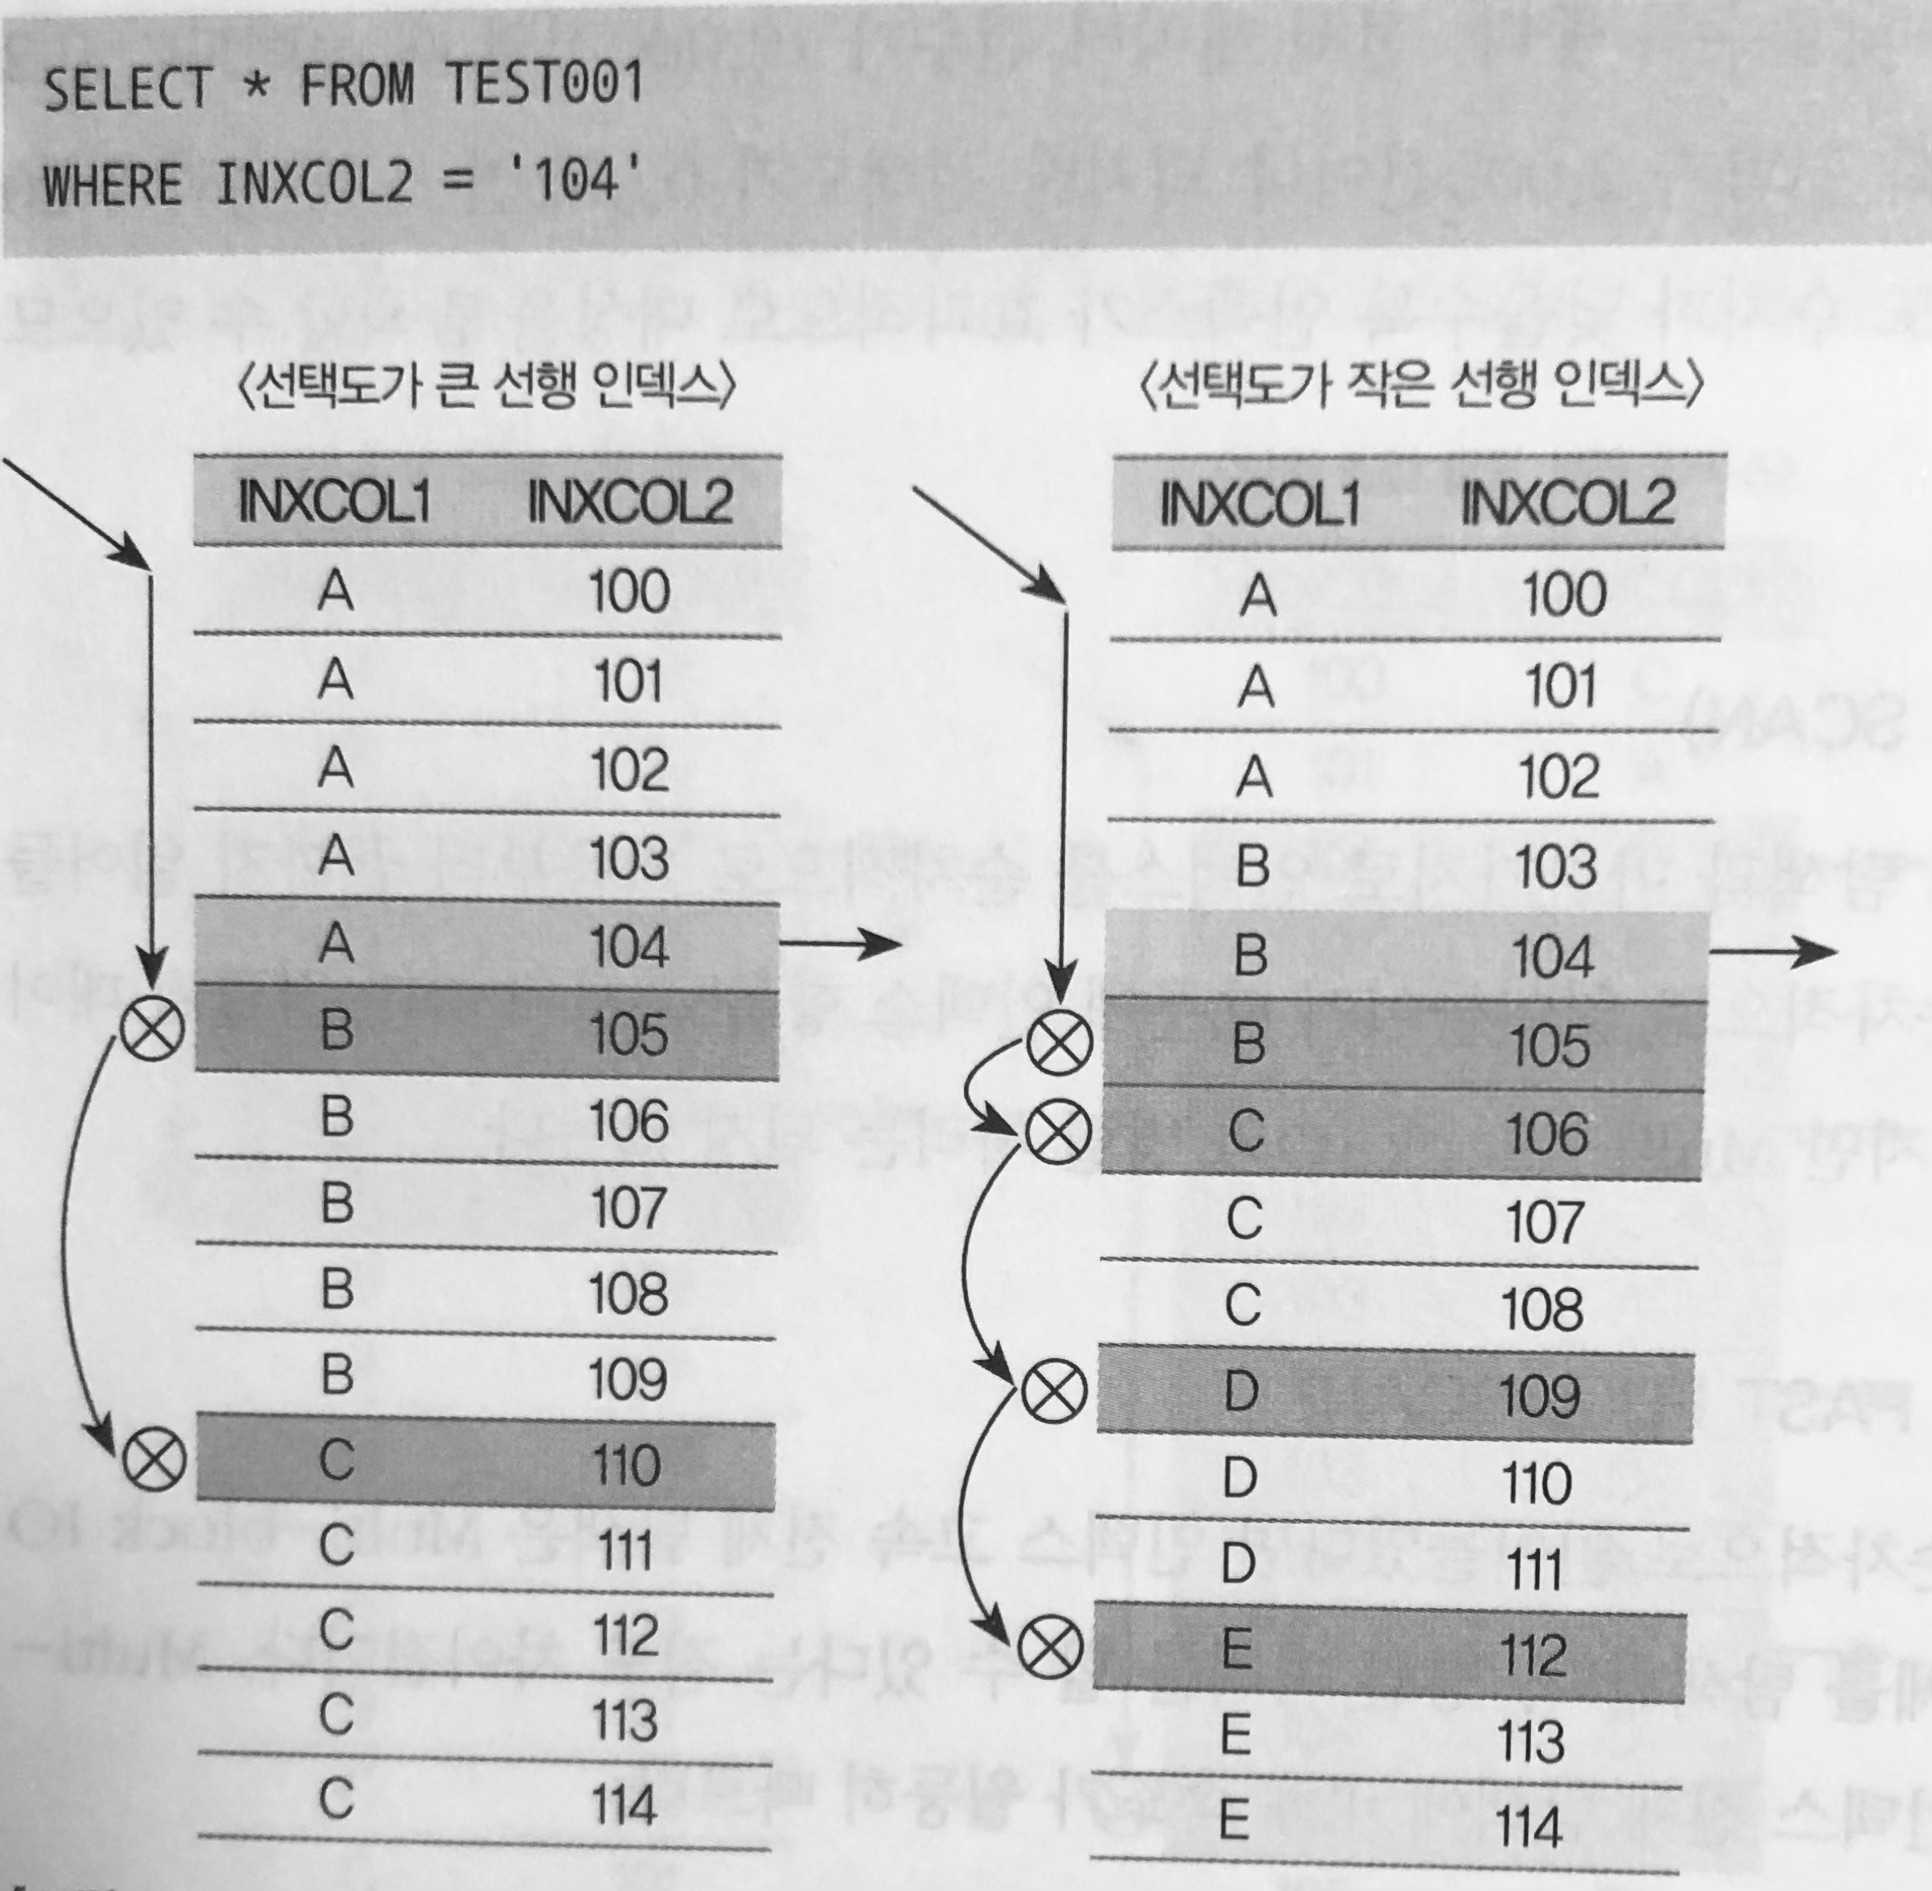 SELECT * FROM TEST001
WHERE INXCOL2 = '104'
〈선택도가 큰 선행 인덱스〉
INXCOL1 INXCOL2
A 100
A 101
A 102
A 103
A 104
B 105
B 106
B 107
B 108
B 109
C 110
C 111
C 112
C 113
C 114
〈선택도가 작은 선행 인덱스〉
INXCOL1 INXCOL2
A 100
A 101
A 102
B 103
B 104
B 105
C 106
C 107
C 108
D 109
D 110
D 111
E 112
E 113
E 114